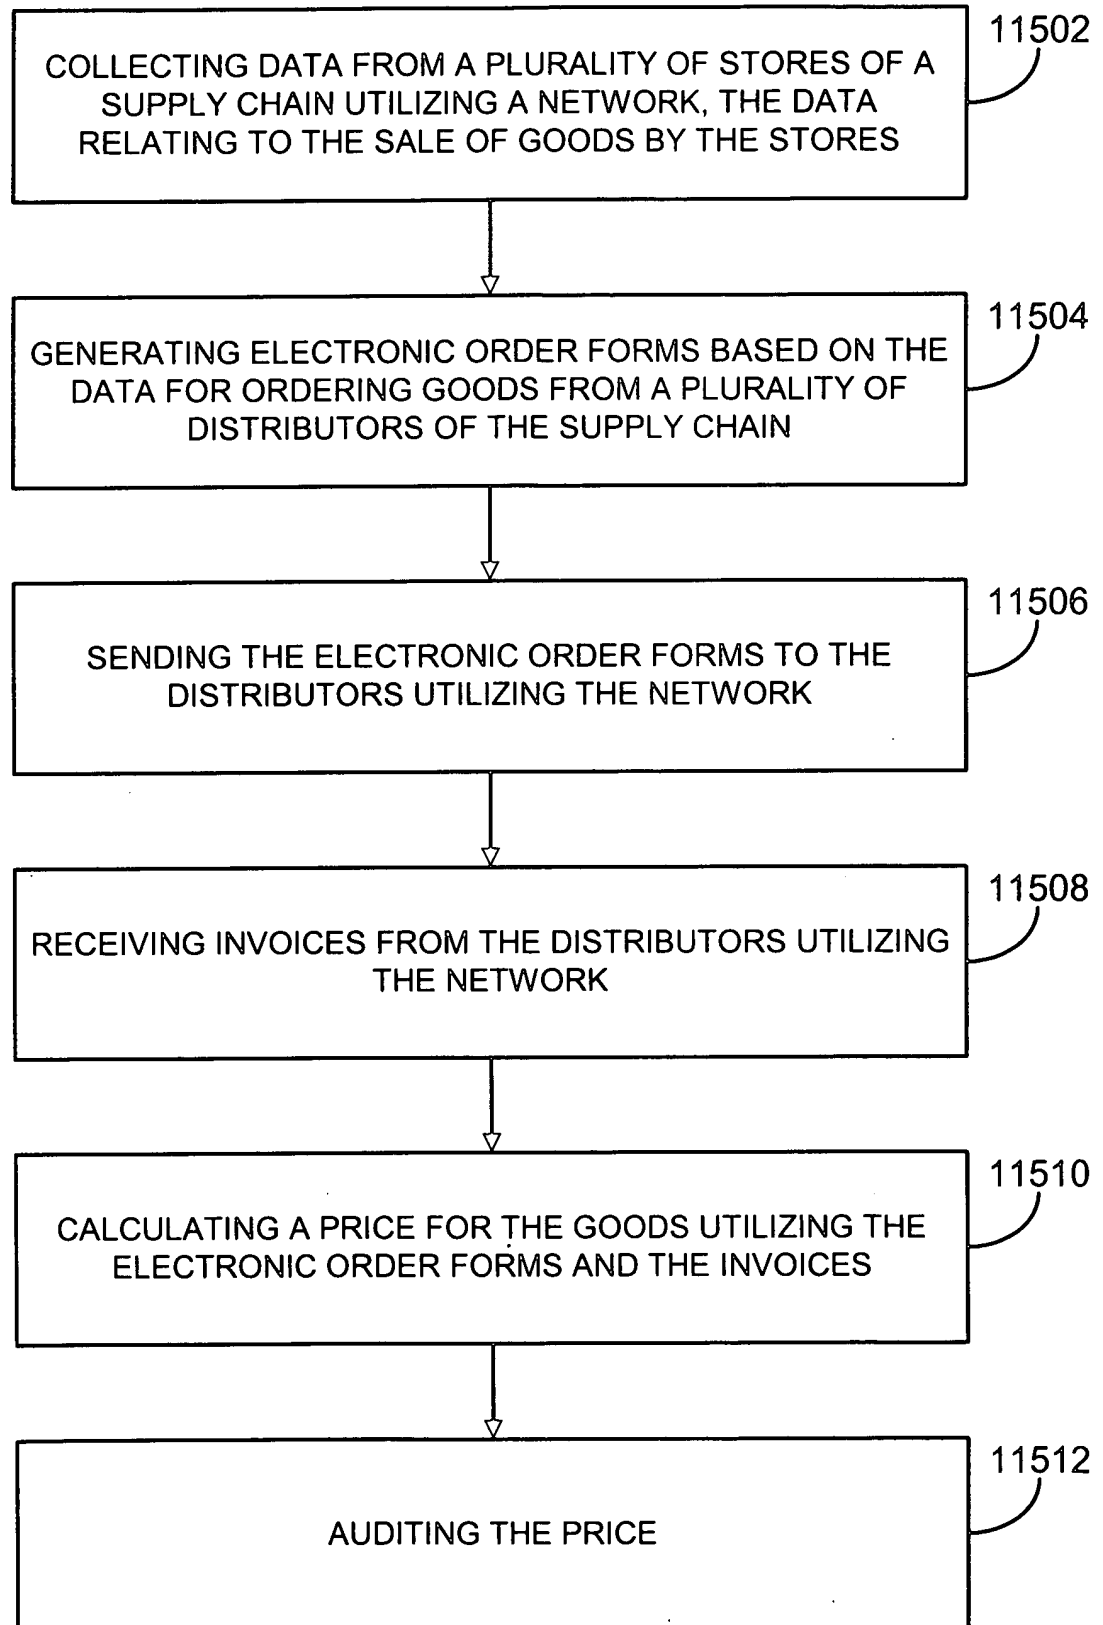 11502
COLLECTING DATA FROM A PLURALITY OF STORES OF A
SUPPLY CHAIN UTILIZING A NETWORK, THE DATA
RELATING TO THE SALE OF GOODS BY THE STORES
11504
GENERATING ELECTRONIC ORDER FORMS BASED ON THE
DATA FOR ORDERING GOODS FROM A PLURALITY OF
DISTRIBUTORS OF THE SUPPLY CHAIN
11506
SENDING THE ELECTRONIC ORDER FORMS TO THE
DISTRIBUTORS UTILIZING THE NETWORK
11508
RECEIVING INVOICES FROM THE DISTRIBUTORS UTILIZING
THE NETWORK
11510
CALCULATING A PRICE FOR THE GOODS UTILIZING THE
ELECTRONIC ORDER FORMS AND THE INVOICES
11512
AUDITING THE PRICE